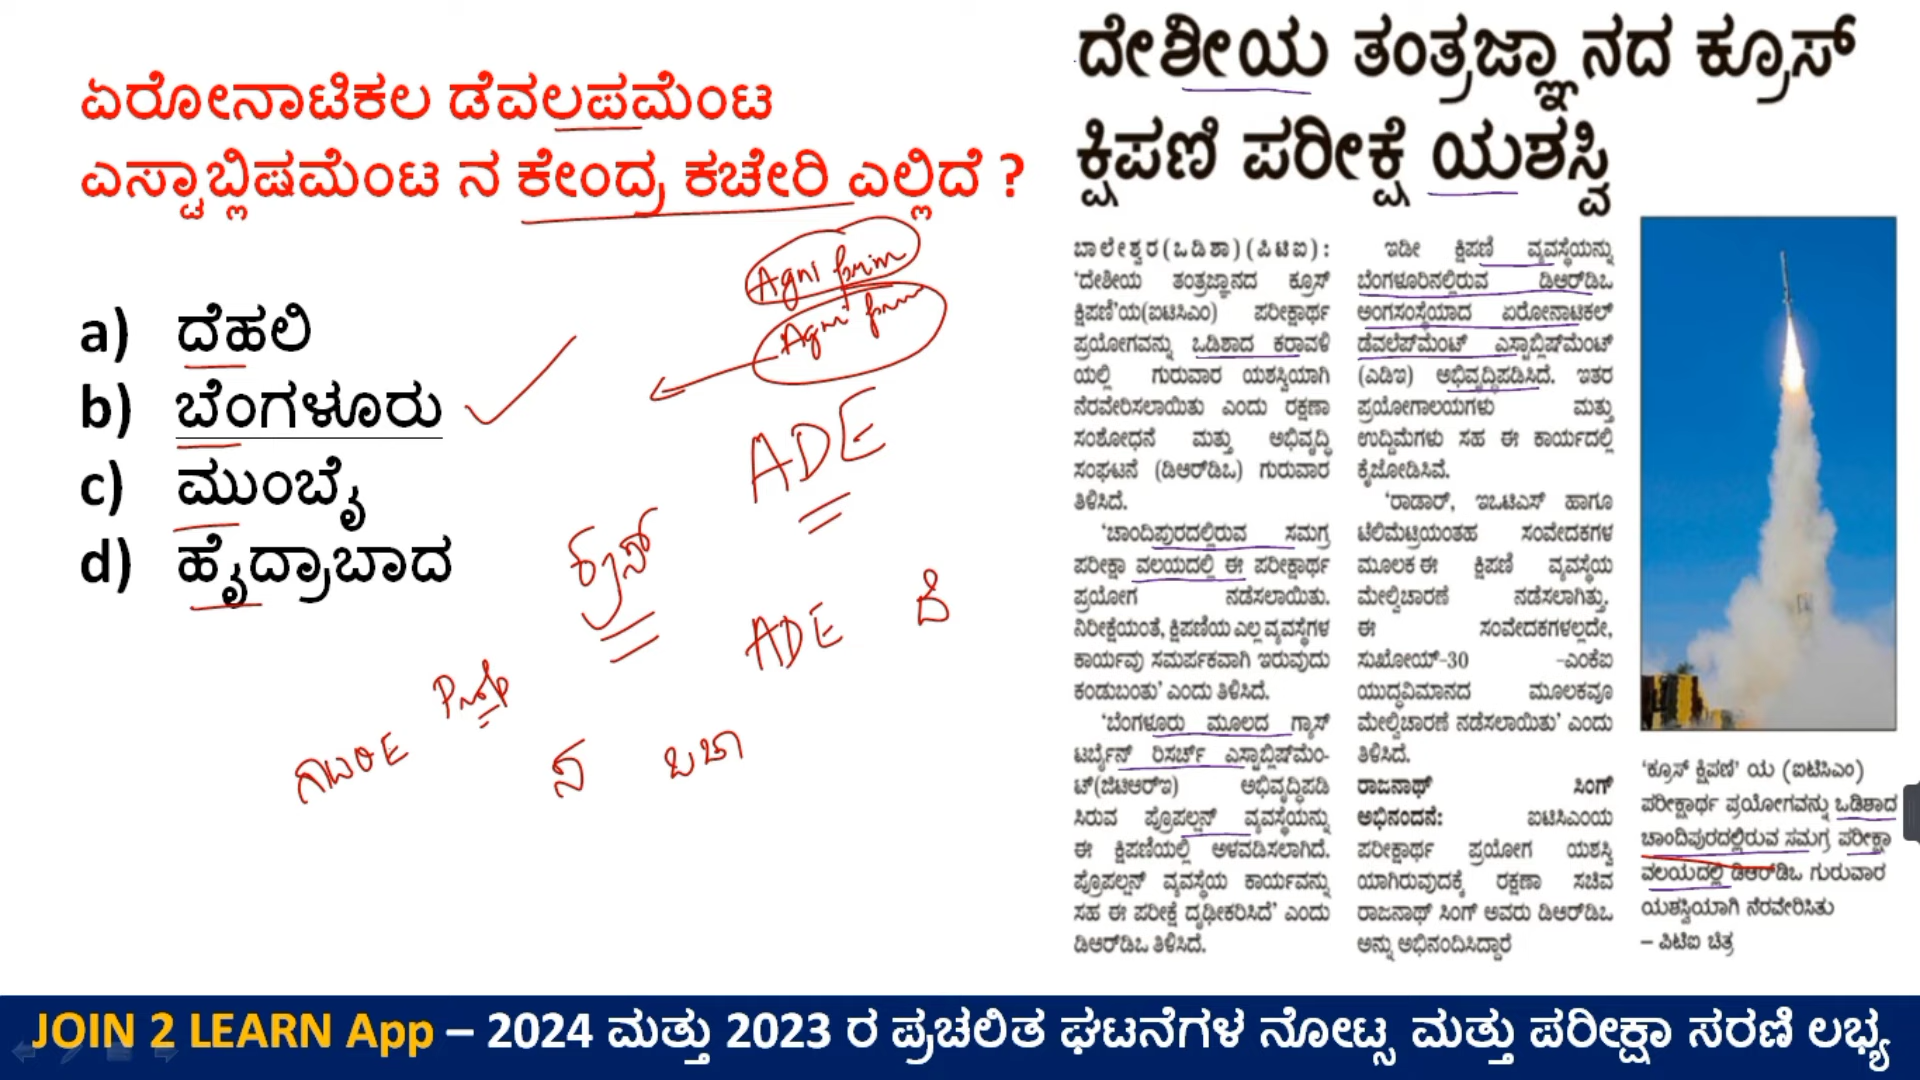 ಏರೋನಾಟಿಕಲ ಡೆವಲಪಮೆಂಟ
ಎಸ್ಟಾಬ್ಲಿಷಮೆಂಟ ನ ಕೇಂದ್ರ ಕಚೇರಿ ಎಲ್ಲಿದೆ ?
a) ದೆಹಲಿ
b) ಬೆಂಗಳೂರು
c) ಮುಂಬೈ
d) ಹೈದ್ರಾಬಾದ
Agni prim
Agni prim
ADE
ಕ್ರೂಸ್
ADE
ದೇಶೀಯ ತಂತ್ರಜ್ಞಾನದ ಕ್ರೂಸ್
ಕ್ಷಿಪಣಿ ಪರೀಕ್ಷೆ ಯಶಸ್ವಿ
ಬಾಲೇಶ್ವರ (ಒಡಿಶಾ) (ಪಿಟಿಐ) :
‘ದೇಶೀಯ ತಂತ್ರಜ್ಞಾನದ ಕ್ರೂಸ್
ಕ್ಷಿಪಣಿ’ಯ(ಐಟಿಸಿಎಂ) ಪರೀಕ್ಷಾರ್ಥ
ಪ್ರಯೋಗವನ್ನು ಒಡಿಶಾದ ಕರಾವಳಿ
ಯಲ್ಲಿ ಗುರುವಾರ ಯಶಸ್ವಿಯಾಗಿ
ನೆರವೇರಿಸಲಾಯಿತು ಎಂದು ರಕ್ಷಣಾ
ಸಂಶೋಧನೆ ಮತ್ತು ಅಭಿವೃದ್ಧಿ
ಸಂಘಟನೆ (ಡಿಆರ್‌ಡಿಒ) ಗುರುವಾರ
ತಿಳಿಸಿದೆ.
‘ಚಾಂದಿಪುರದಲ್ಲಿರುವ ಸಮಗ್ರ
ಪರೀಕ್ಷಾ ವಲಯದಲ್ಲಿ ಈ ಪರೀಕ್ಷಾರ್ಥ
ಪ್ರಯೋಗ ನಡೆಸಲಾಯಿತು.
ನಿರೀಕ್ಷೆಯಂತೆ, ಕ್ಷಿಪಣಿಯ ಎಲ್ಲ ವ್ಯವಸ್ಥೆಗಳ
ಕಾರ್ಯವು ಸಮರ್ಪಕವಾಗಿ ಇರುವುದು
ಕಂಡುಬಂತು’ ಎಂದು ತಿಳಿಸಿದೆ.
‘ಬೆಂಗಳೂರು ಮೂಲದ ಗ್ಯಾಸ್
ಟರ್ಬೈನ್ ರಿಸರ್ಚ್ ಎಸ್ಟಾಬ್ಲಿಷ್‌ಮೆಂ-
ಟ್(ಜಿಟಿಆರ್‌ಇ) ಅಭಿವೃದ್ಧಿಪಡಿ
ಸಿರುವ ಪ್ರೊಪಲ್ಷನ್ ವ್ಯವಸ್ಥೆಯನ್ನು
ಈ ಕ್ಷಿಪಣಿಯಲ್ಲಿ ಅಳವಡಿಸಲಾಗಿದೆ.
ಪ್ರೊಪಲ್ಷನ್ ವ್ಯವಸ್ಥೆಯ ಕಾರ್ಯವನ್ನು
ಸಹ ಈ ಪರೀಕ್ಷೆ ದೃಢೀಕರಿಸಿದೆ’ ಎಂದು
ಡಿಆರ್‌ಡಿಒ ತಿಳಿಸಿದೆ.
ಇಡೀ ಕ್ಷಿಪಣಿ ವ್ಯವಸ್ಥೆಯನ್ನು
ಬೆಂಗಳೂರಿನಲ್ಲಿರುವ ಡಿಆರ್‌ಡಿಒ
ಅಂಗಸಂಸ್ಥೆಯಾದ ಏರೋನಾಟಿಕಲ್
ಡೆವಲೆಪ್‌ಮೆಂಟ್ ಎಸ್ಟಾಬ್ಲಿಷ್‌ಮೆಂಟ್
(ಎಡಿಇ) ಅಭಿವೃದ್ಧಿಪಡಿಸಿದೆ. ಇತರ
ಪ್ರಯೋಗಾಲಯಗಳು ಮತ್ತು
ಉದ್ದಿಮೆಗಳು ಸಹ ಈ ಕಾರ್ಯದಲ್ಲಿ
ಕೈಜೋಡಿಸಿವೆ.
‘ರಾಡಾರ್, ಇಒಟಿಎಸ್ ಹಾಗೂ
ಟೆಲಿಮೆಟ್ರಿಯಂತಹ ಸಂವೇದಕಗಳ
ಮೂಲಕ ಈ ಕ್ಷಿಪಣಿ ವ್ಯವಸ್ಥೆಯ
ಮೇಲ್ವಿಚಾರಣೆ ನಡೆಸಲಾಗಿತ್ತು.
ಈ ಸಂವೇದಕಗಳಲ್ಲದೇ,
ಸುಖೋಯ್-30 -ಎಂಕೆಐ
ಯುದ್ಧವಿಮಾನದ ಮೂಲಕವೂ
ಮೇಲ್ವಿಚಾರಣೆ ನಡೆಸಲಾಯಿತು’ ಎಂದು
ತಿಳಿಸಿದೆ.
ರಾಜನಾಥ್ ಸಿಂಗ್
ಅಭಿನಂದನೆ: ಐಟಿಸಿಎಂಯ
ಪರೀಕ್ಷಾರ್ಥ ಪ್ರಯೋಗ ಯಶಸ್ವಿ
ಯಾಗಿರುವುದಕ್ಕೆ ರಕ್ಷಣಾ ಸಚಿವ
ರಾಜನಾಥ್ ಸಿಂಗ್ ಅವರು ಡಿಆರ್‌ಡಿಒ
ಅನ್ನು ಅಭಿನಂದಿಸಿದ್ದಾರೆ
‘ಕ್ರೂಸ್ ಕ್ಷಿಪಣಿ’ ಯ (ಐಟಿಸಿಎಂ)
ಪರೀಕ್ಷಾರ್ಥ ಪ್ರಯೋಗವನ್ನು ಒಡಿಶಾದ
ಚಾಂದಿಪುರದಲ್ಲಿರುವ ಸಮಗ್ರ ಪರೀಕ್ಷಾ
ವಲಯದಲ್ಲಿ ಡಿಆರ್‌ಡಿಒ ಗುರುವಾರ
ಯಶಸ್ವಿಯಾಗಿ ನೆರವೇರಿಸಿತು
– ಪಿಟಿಐ ಚಿತ್ರ
JOIN 2 LEARN App – 2024 ಮತ್ತು 2023 ರ ಪ್ರಚಲಿತ ಘಟನೆಗಳ ನೋಟ್ಸ ಮತ್ತು ಪರೀಕ್ಷಾ ಸರಣಿ ಲಭ್ಯ